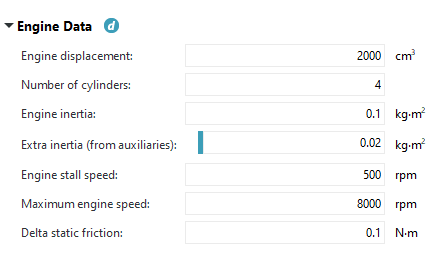 Engine Data d
Engine displacement: 2000 cm³
Number of cylinders: 4
Engine inertia: 0.1 kg·m²
Extra inertia (from auxiliaries): 0.02 kg·m²
Engine stall speed: 500 rpm
Maximum engine speed: 8000 rpm
Delta static friction: 0.1 N·m